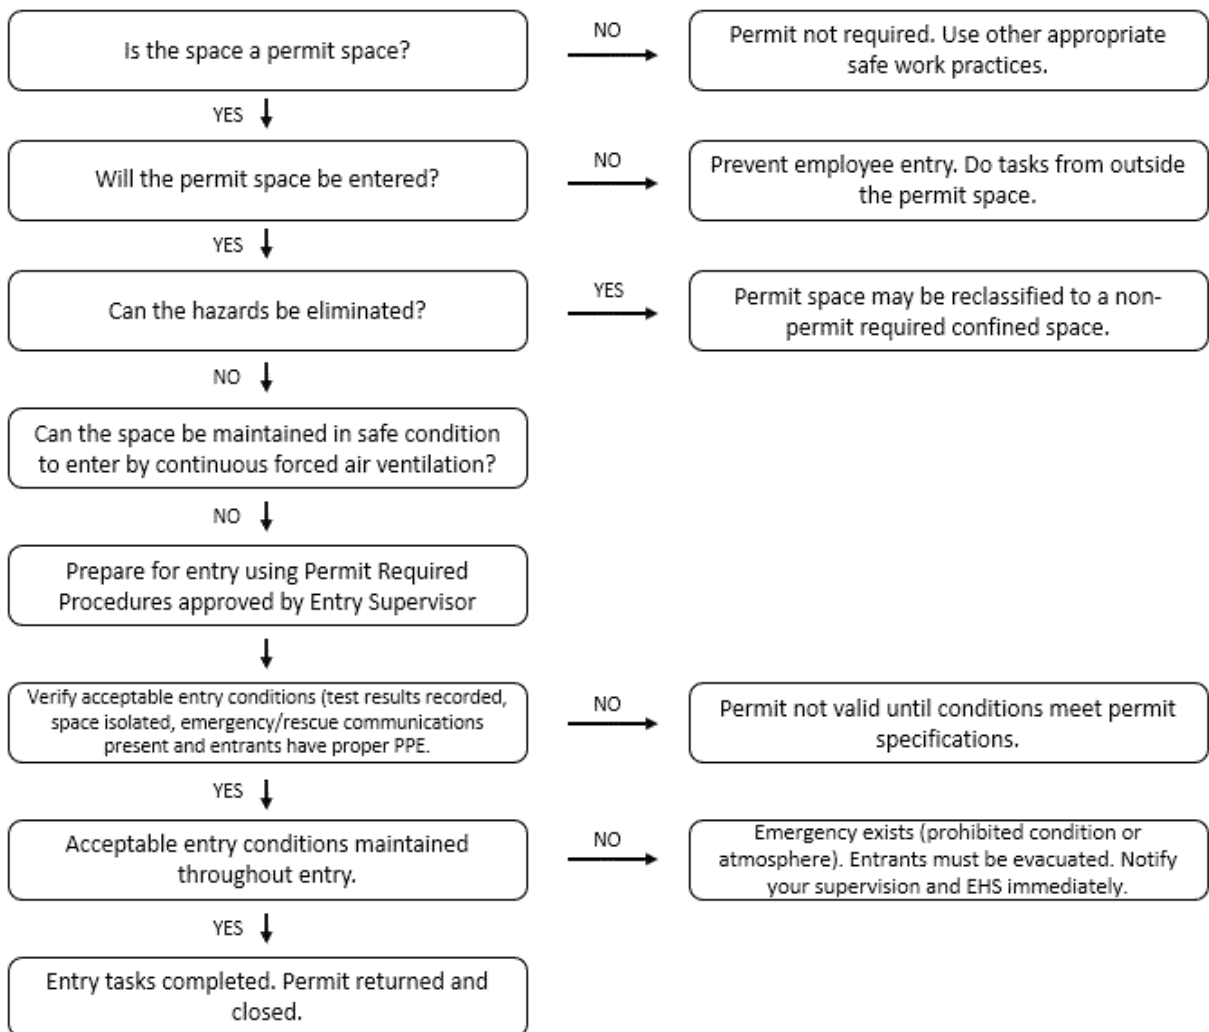 Is the space a permit space?
NO
Permit not required. Use other appropriate
safe work practices.
YES
Will the permit space be entered?
NO
Prevent employee entry. Do tasks from outside
the permit space.
YES
Can the hazards be eliminated?
YES
Permit space may be reclassified to a non-
permit required confined space.
NO
Can the space be maintained in safe condition
to enter by continuous forced air ventilation?
NO
Prepare for entry using Permit Required
Procedures approved by Entry Supervisor
Verify acceptable entry conditions (test results recorded,
space isolated, emergency/rescue communications
present and entrants have proper PPE.
NO
Permit not valid until conditions meet permit
specifications.
YES
Acceptable entry conditions maintained
throughout entry.
NO
Emergency exists (prohibited condition or
atmosphere). Entrants must be evacuated. Notify
your supervision and EHS immediately.
YES
Entry tasks completed. Permit returned and
closed.